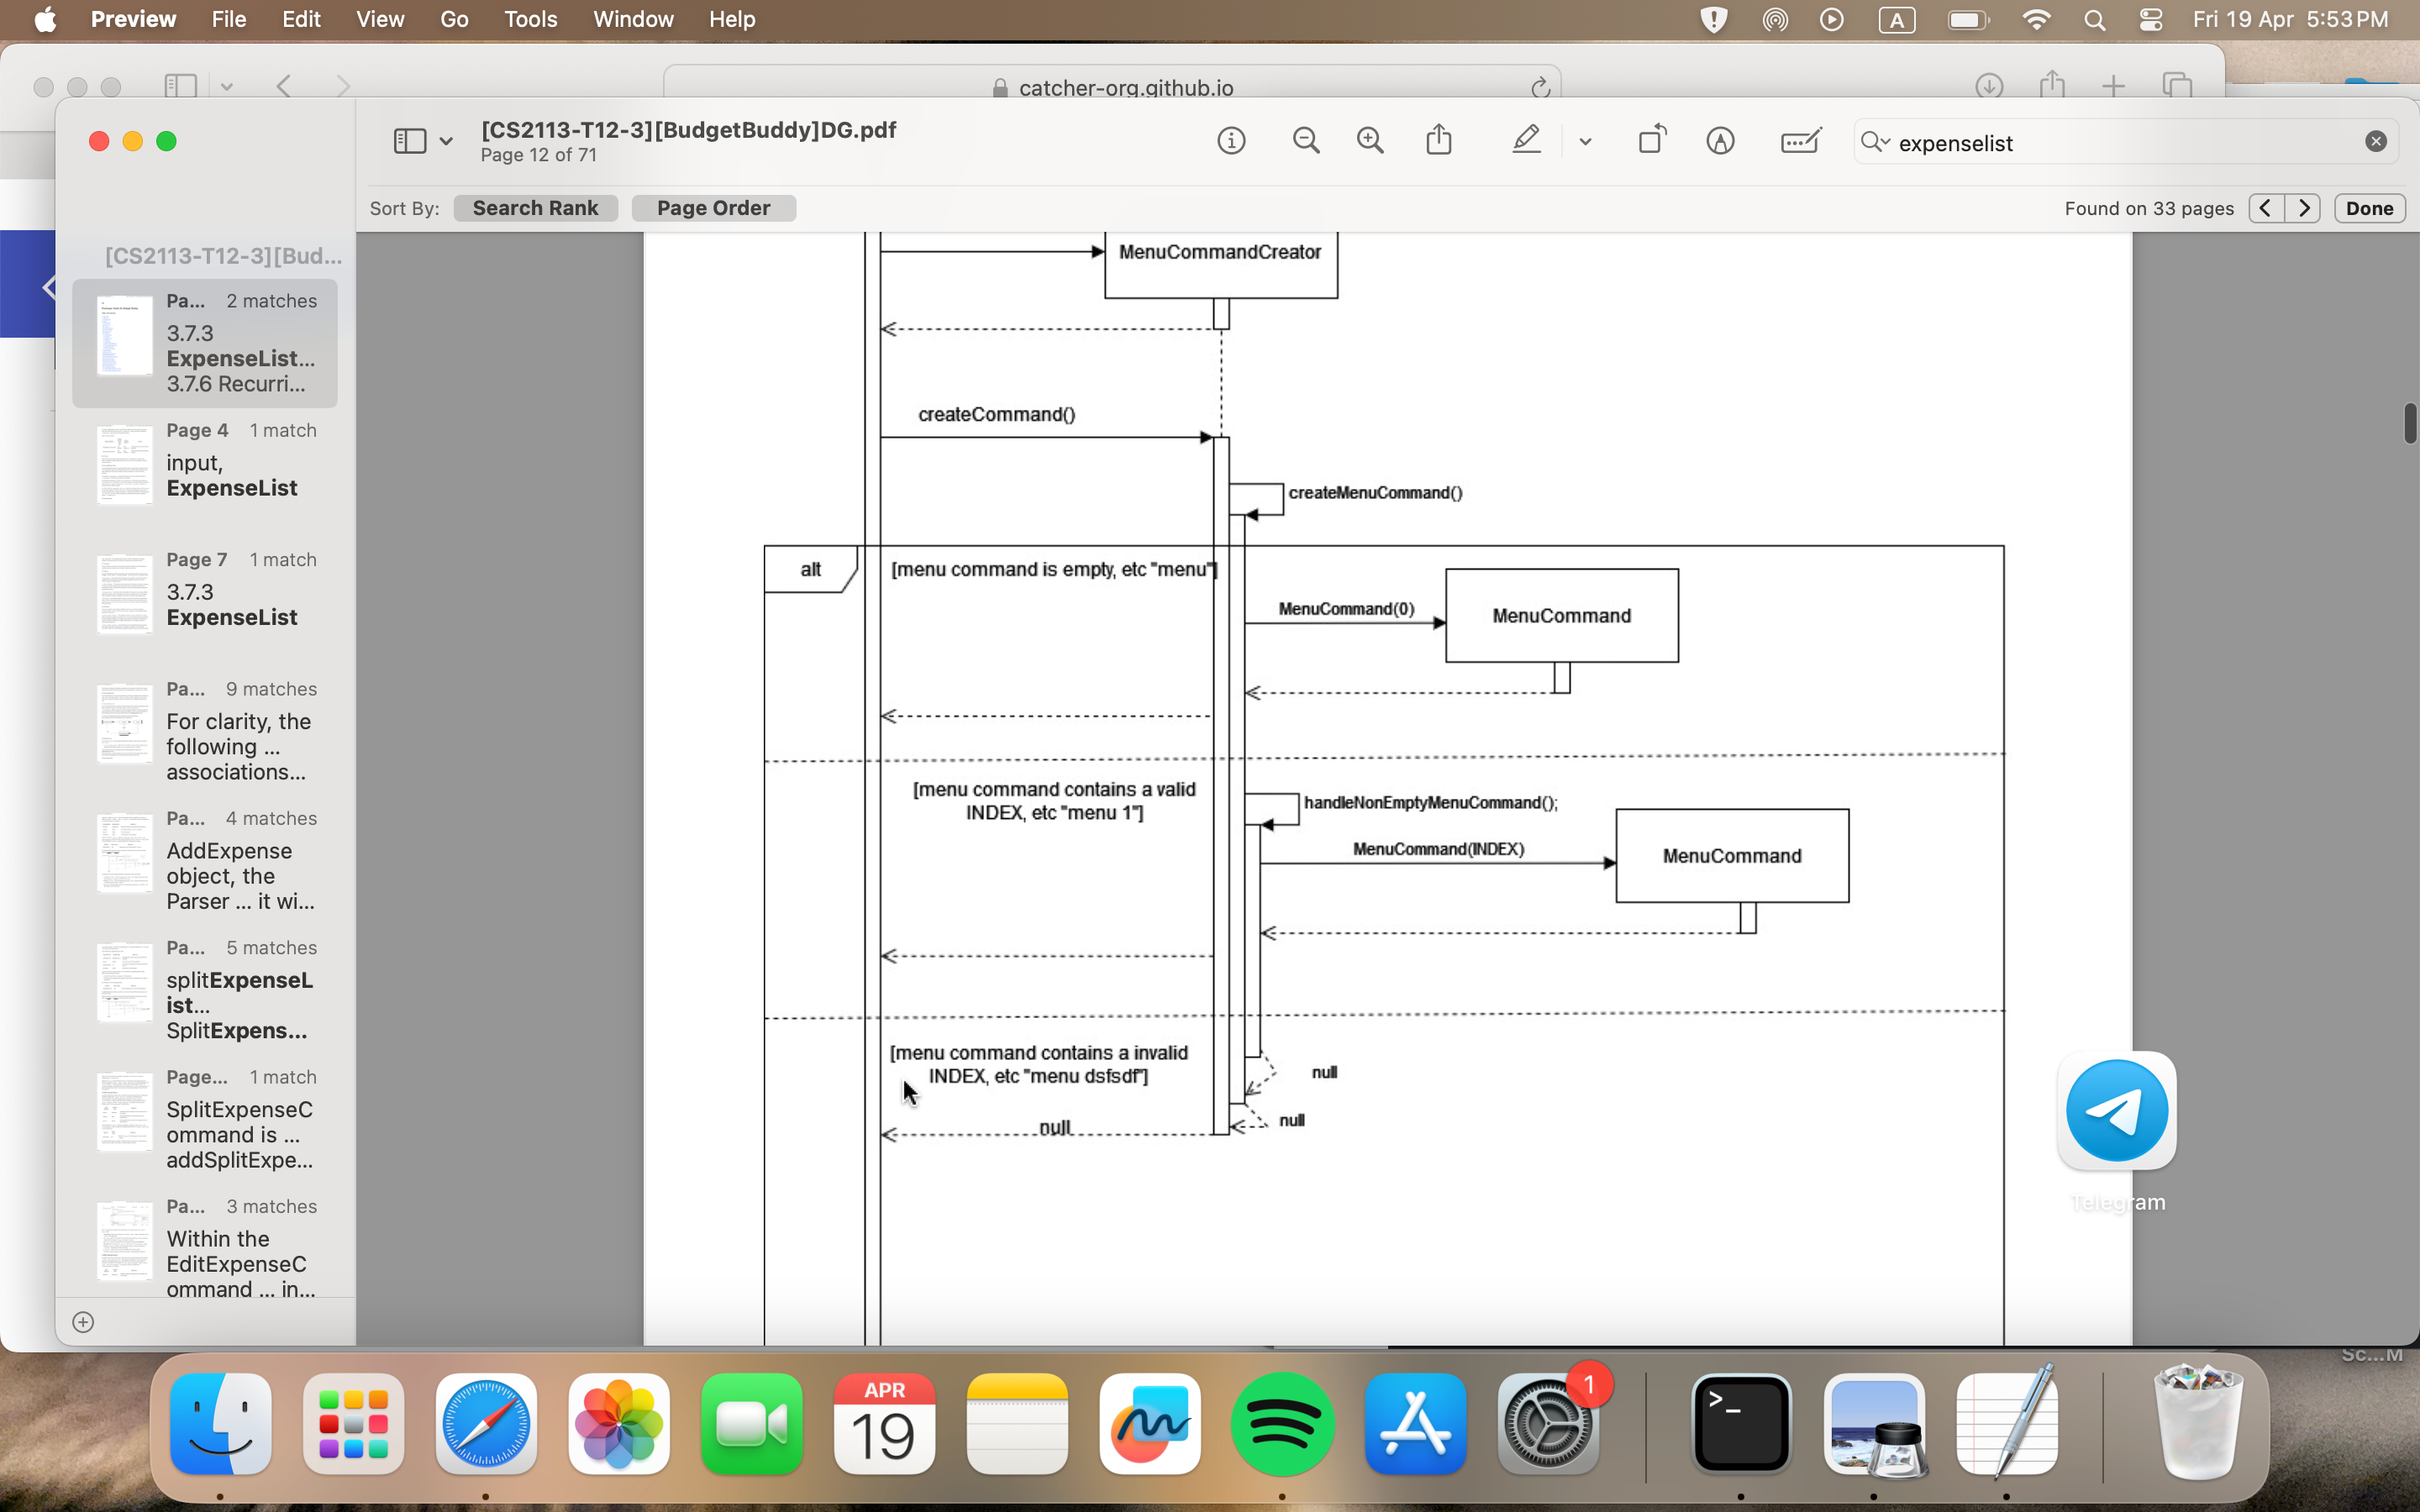 Preview File Edit View Go Tools Window Help
A
Fri 19 Apr 5:53 PM
catcher-org.github.io
[CS2113-T12-3][BudgetBuddy]DG.pdf
Page 12 of 71
expenselist
Sort By: Search Rank Page Order
Found on 33 pages
Done
[CS2113-T12-3][Bud...
Pa... 2 matches
3.7.3
ExpenseList...
3.7.6 Recurri...
Page 4 1 match
input,
ExpenseList
Page 7 1 match
3.7.3
ExpenseList
Pa... 9 matches
For clarity, the
following ...
associations...
Pa... 4 matches
AddExpense
object, the
Parser ... it wi...
Pa... 5 matches
splitExpenseL
ist...
SplitExpens...
Page... 1 match
SplitExpenseC
ommand is ...
addSplitExpe...
Pa... 3 matches
Within the
EditExpenseC
ommand ... in...
MenuCommandCreator
createCommand()
createMenuCommand()
alt
[menu command is empty, etc "menu"]
MenuCommand(0)
MenuCommand
[menu command contains a valid
INDEX, etc "menu 1"]
handleNonEmptyMenuCommand();
MenuCommand(INDEX)
MenuCommand
[menu command contains a invalid
INDEX, etc "menu dsfsdf"]
null
null
null
Telegram
Sc...M
APR
19
1
>_